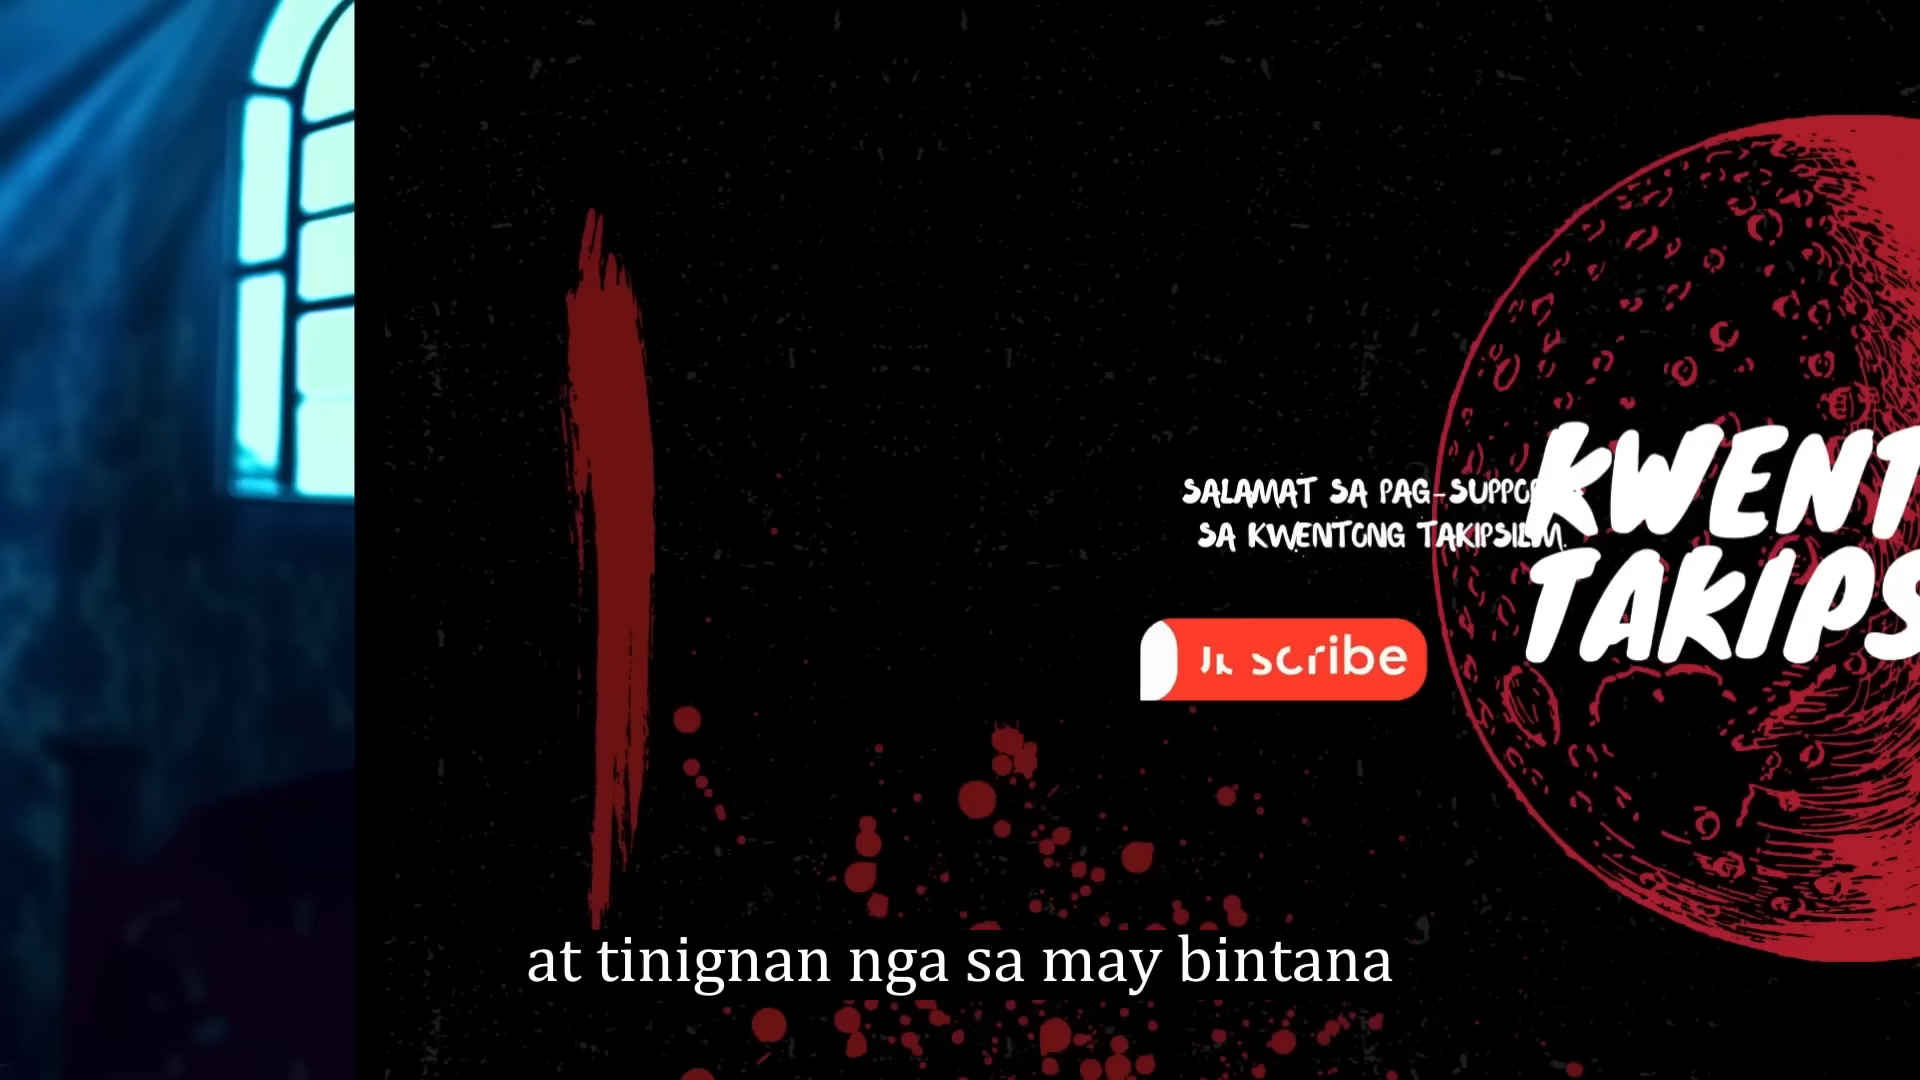 SALAMAT SA PAG-SUPPO
SA KWENTONG TAKIPSILIM.
KWENT
TAKIPS
scribe
at tinignan nga sa may bintana